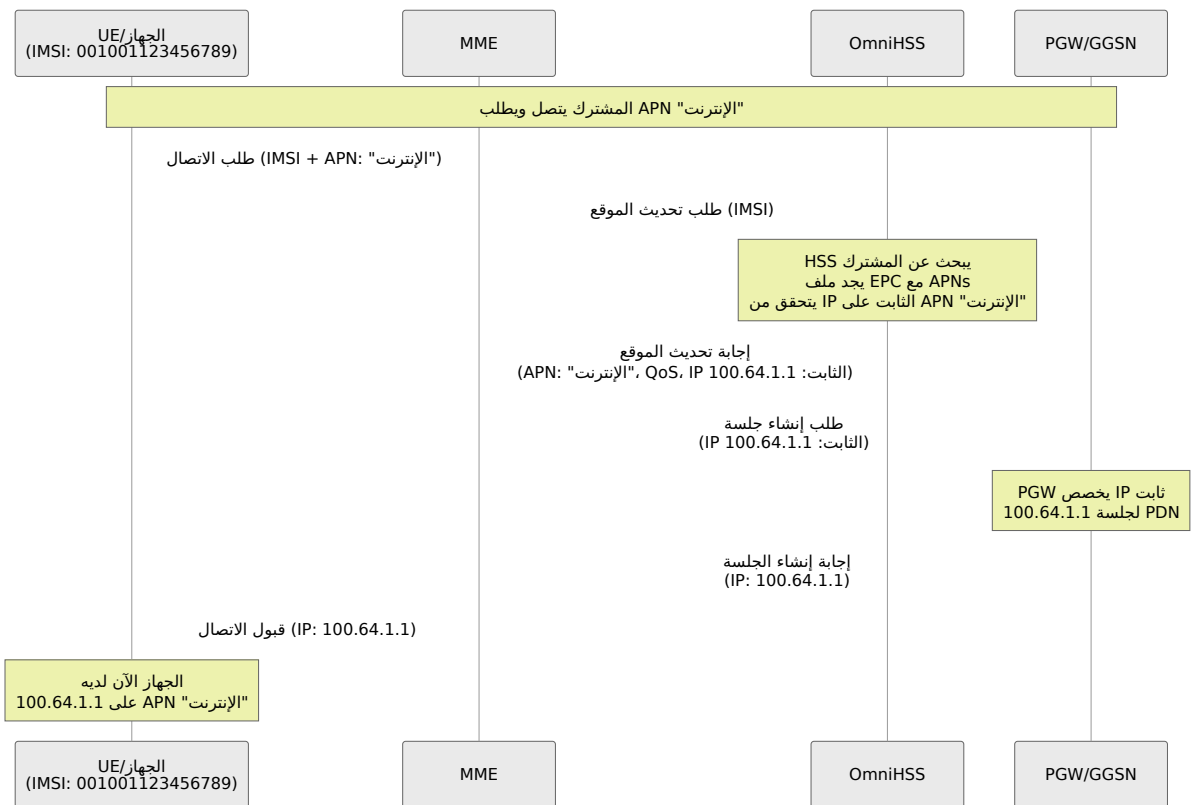 UE/الجهاز
(IMSI: 001001123456789)
MME
OmniHSS
PGW/GGSN
المشترك يتصل ويطلب APN "الإنترنت"
طلب الاتصال (IMSI + APN: "الإنترنت")
طلب تحديث الموقع (IMSI)
HSS يبحث عن المشترك
يجد ملف EPC مع APNs
يتحقق من IP الثابت على APN "الإنترنت"
إجابة تحديث الموقع
(APN: "الإنترنت"، QoS، IP الثابت: 100.64.1.1)
طلب إنشاء جلسة
(IP الثابت: 100.64.1.1)
PGW يخصص IP ثابت
100.64.1.1 لجلسة PDN
إجابة إنشاء الجلسة
(IP: 100.64.1.1)
قبول الاتصال (IP: 100.64.1.1)
الجهاز الآن لديه
100.64.1.1 على APN "الإنترنت"
UE/الجهاز
(IMSI: 001001123456789)
MME
OmniHSS
PGW/GGSN